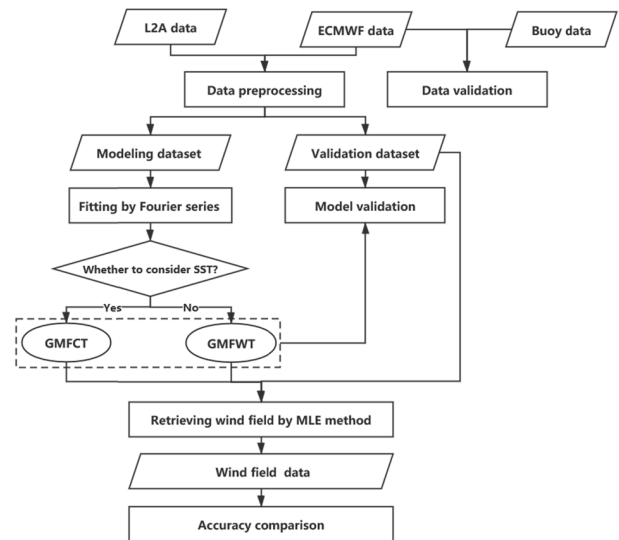 L2A data
ECMWF data
Buoy data
Data preprocessing
Data validation
Modeling dataset
Validation dataset
Fitting by Fourier series
Model validation
Whether to consider SST?
Yes
No
GMFCT
GMFWT
Retrieving wind field by MLE method
Wind field data
Accuracy comparison